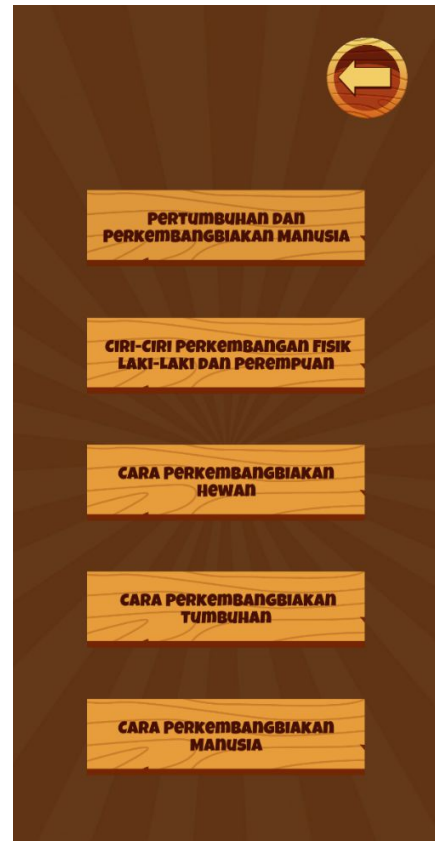 PERTUMBUHAN DAN
PERKEMBANGBIAKAN MANUSIA
CIRI-CIRI PERKEMBANGAN FISIK
LAKI-LAKI DAN PEREMPUAN
CARA PERKEMBANGBIAKAN
HEWAN
CARA PERKEMBANGBIAKAN
TUMBUHAN
CARA PERKEMBANGBIAKAN
MANUSIA